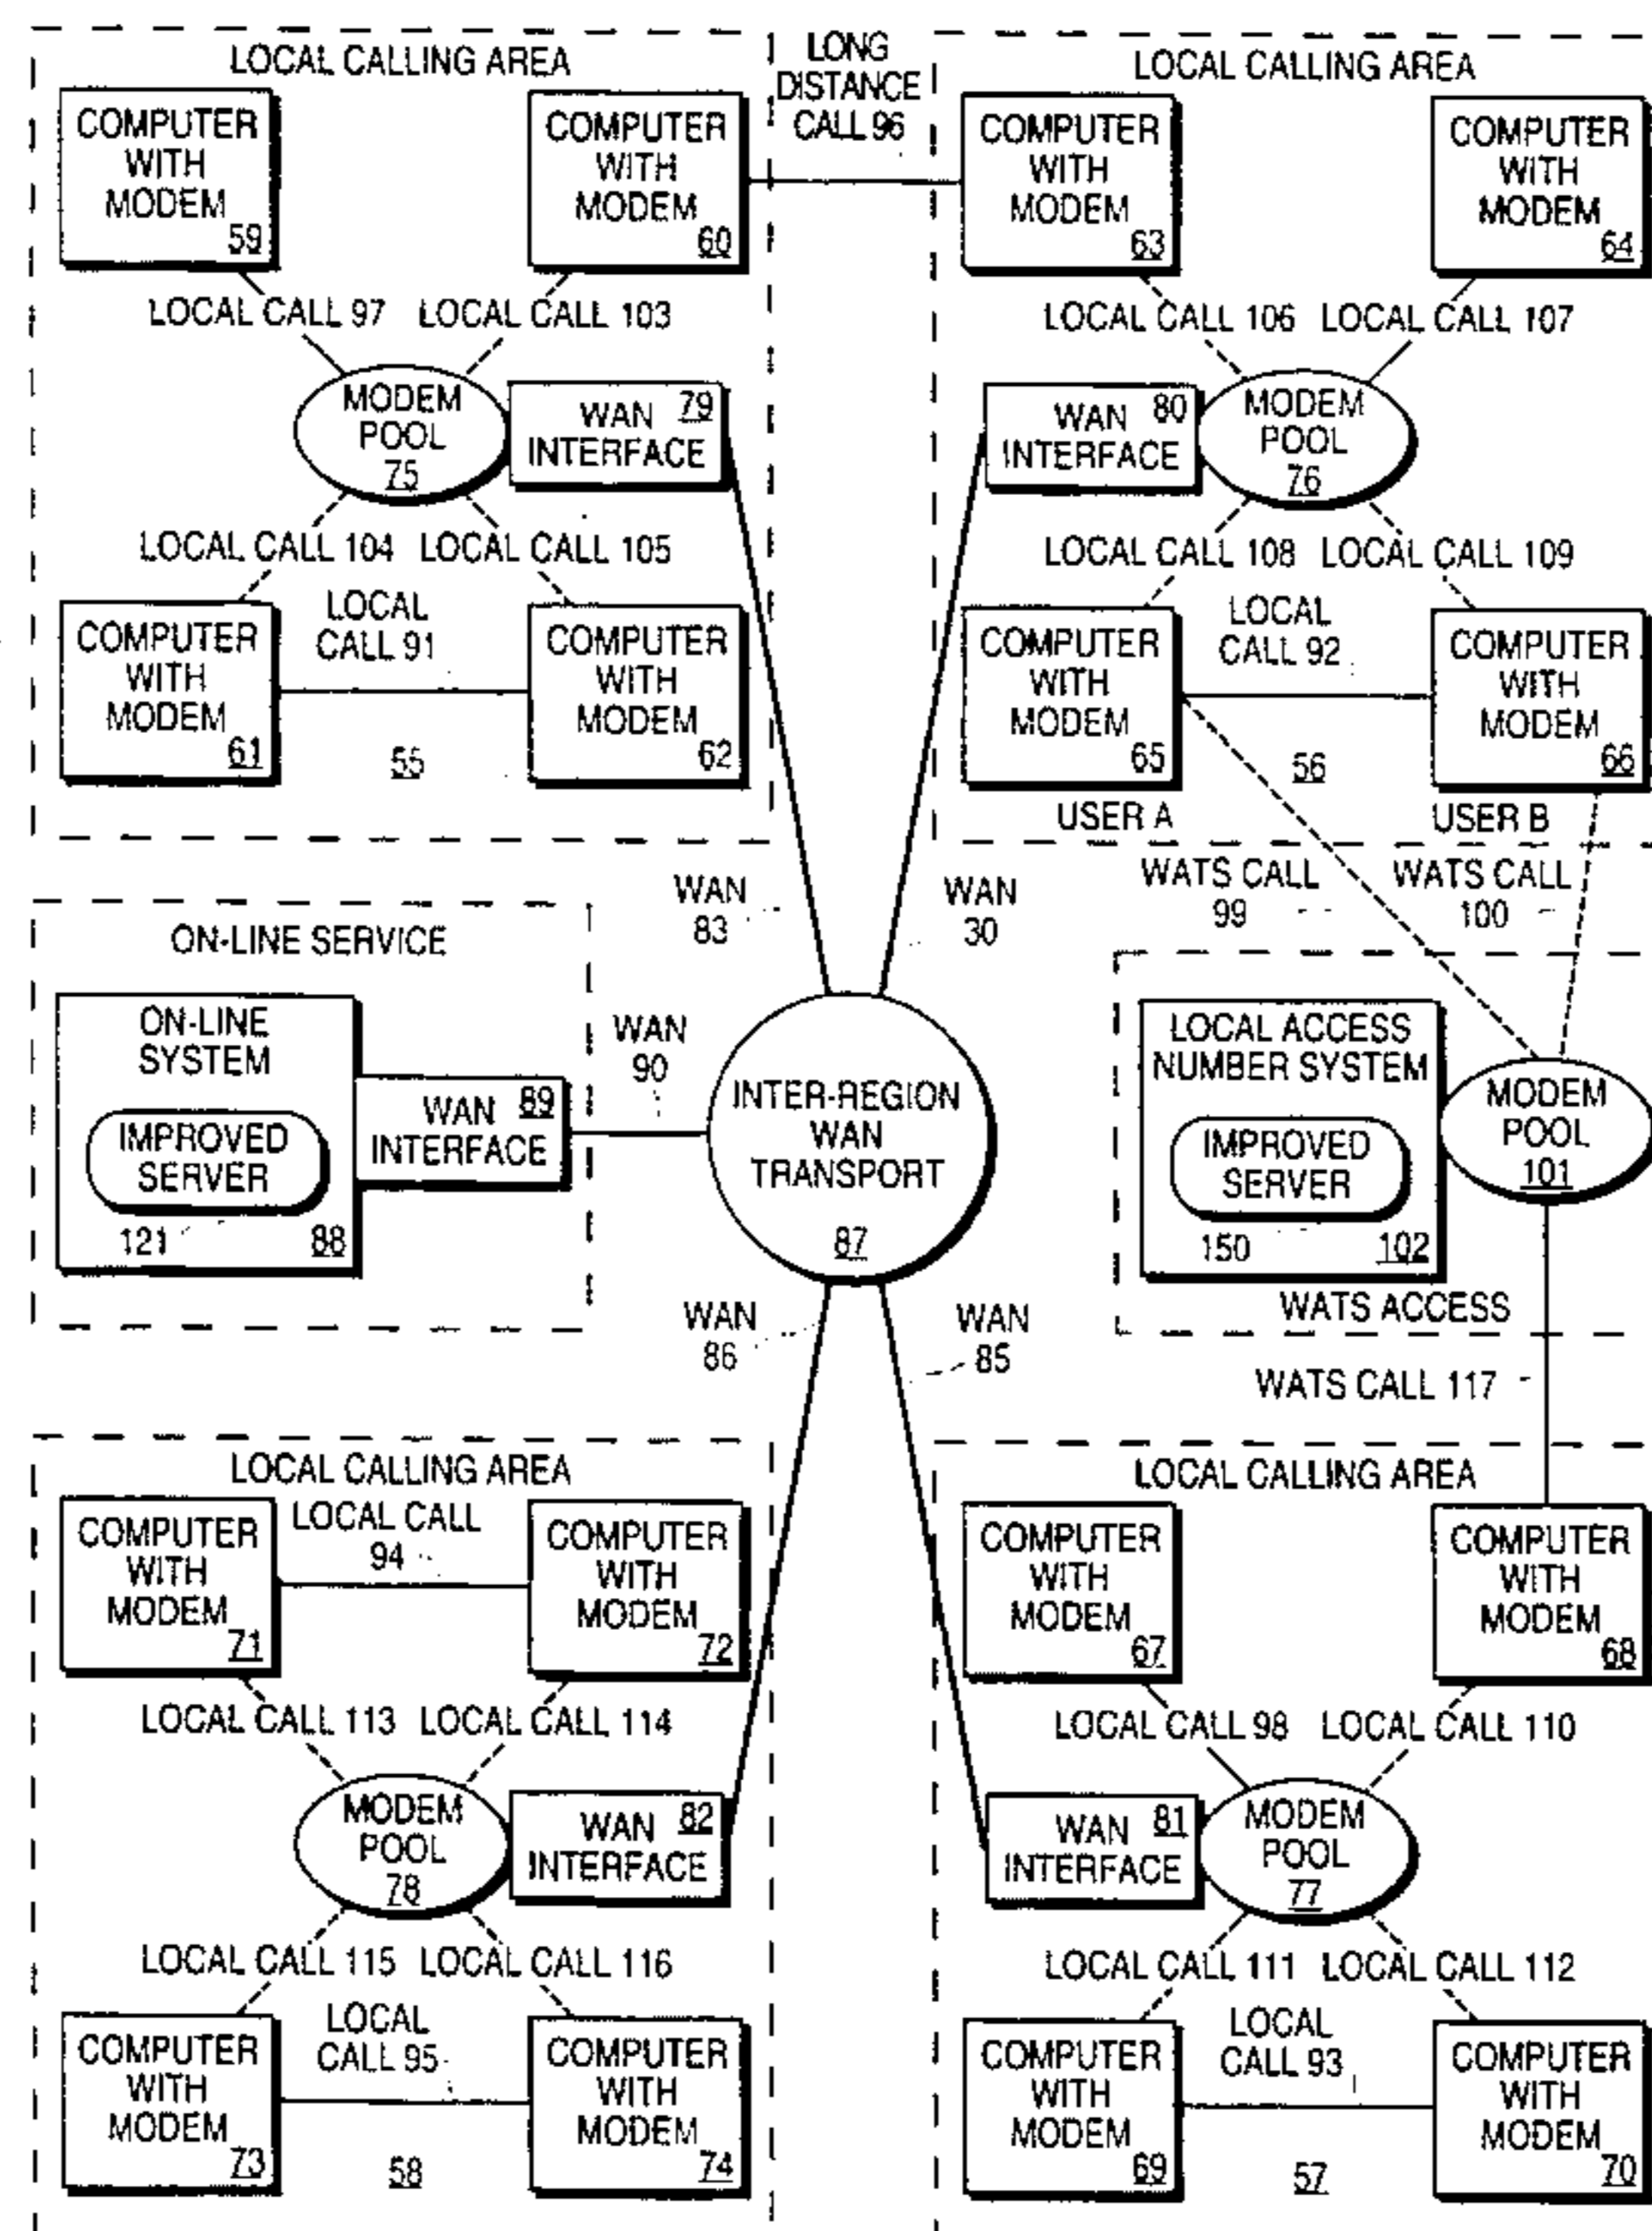 LOCAL CALLING AREA
COMPUTER
WITH
MODEM
59
COMPUTER
WITH
MODEM
60
LOCAL CALL 97
LOCAL CALL 103
MODEM
POOL
75
WAN
INTERFACE
79
LOCAL CALL 104
LOCAL CALL 105
COMPUTER
WITH
MODEM
61
LOCAL
CALL 91
55
COMPUTER
WITH
MODEM
62
LONG
DISTANCE
CALL 96
LOCAL CALLING AREA
COMPUTER
WITH
MODEM
63
COMPUTER
WITH
MODEM
64
LOCAL CALL 106
LOCAL CALL 107
WAN
INTERFACE
80
MODEM
POOL
76
LOCAL CALL 108
LOCAL CALL 109
COMPUTER
WITH
MODEM
65
LOCAL
CALL 92
56
COMPUTER
WITH
MODEM
66
USER A
USER B
WAN
83
WAN
30
WATS CALL
99
WATS CALL
100
ON-LINE SERVICE
ON-LINE
SYSTEM
IMPROVED
SERVER
121
88
WAN
INTERFACE
89
WAN
90
INTER-REGION
WAN
TRANSPORT
87
LOCAL ACCESS
NUMBER SYSTEM
IMPROVED
SERVER
150
102
MODEM
POOL
101
WATS ACCESS
WAN
86
WAN
85
WATS CALL 117
LOCAL CALLING AREA
COMPUTER
WITH
MODEM
71
LOCAL CALL
94
COMPUTER
WITH
MODEM
72
LOCAL CALL 113
LOCAL CALL 114
MODEM
POOL
78
WAN
INTERFACE
82
LOCAL CALL 115
LOCAL CALL 116
COMPUTER
WITH
MODEM
73
LOCAL
CALL 95
58
COMPUTER
WITH
MODEM
74
LOCAL CALLING AREA
COMPUTER
WITH
MODEM
67
COMPUTER
WITH
MODEM
68
LOCAL CALL 98
LOCAL CALL 110
WAN
INTERFACE
81
MODEM
POOL
77
LOCAL CALL 111
LOCAL CALL 112
COMPUTER
WITH
MODEM
69
LOCAL
CALL 93
57
COMPUTER
WITH
MODEM
70